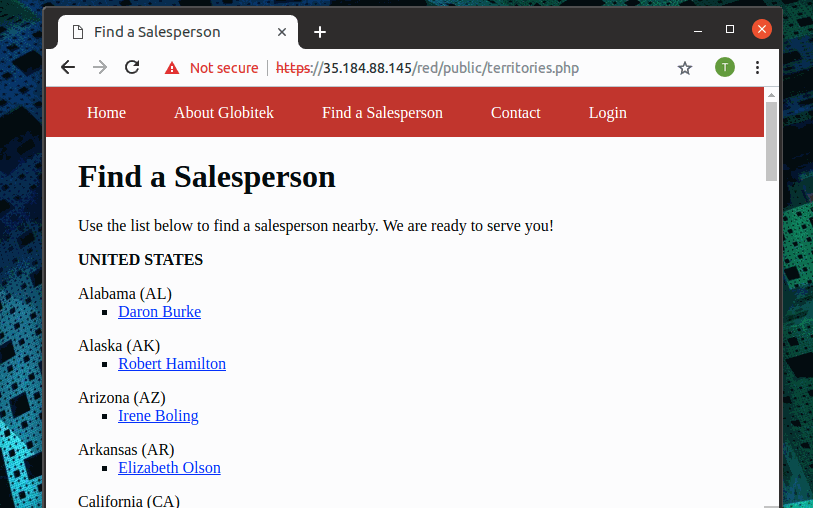 Find a Salesperson
T
Not secure | https://35.184.88.145/red/public/territories.php
Home About Globitek Find a Salesperson Contact Login
Find a Salesperson
Use the list below to find a salesperson nearby. We are ready to serve you!
UNITED STATES
Alabama (AL)
Daron Burke
Alaska (AK)
Robert Hamilton
Arizona (AZ)
Irene Boling
Arkansas (AR)
Elizabeth Olson
California (CA)